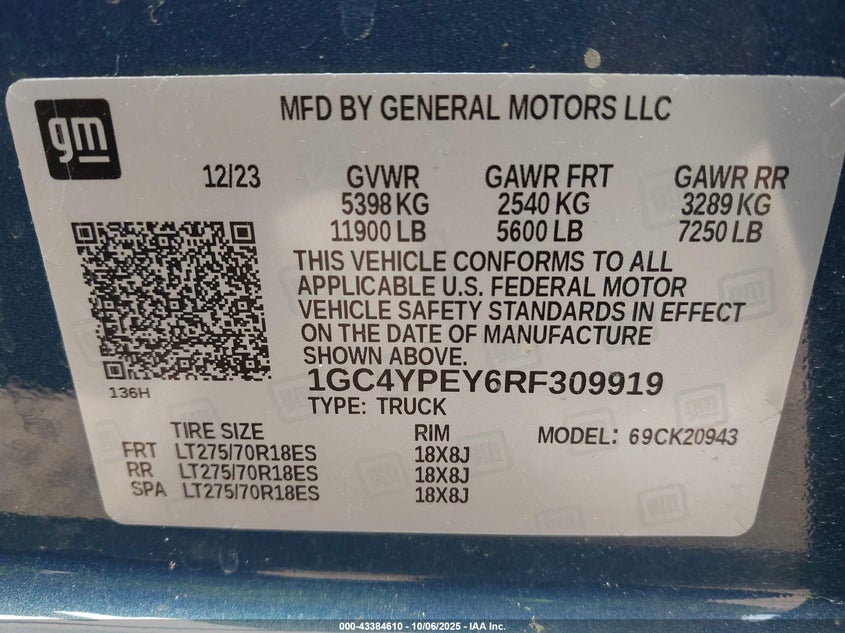 gm
MFD BY GENERAL MOTORS LLC
12/23 GVWR GAWR FRT GAWR RR
5398 KG 2540 KG 3289 KG
11900 LB 5600 LB 7250 LB
THIS VEHICLE CONFORMS TO ALL
APPLICABLE U.S. FEDERAL MOTOR
VEHICLE SAFETY STANDARDS IN EFFECT
ON THE DATE OF MANUFACTURE
SHOWN ABOVE.
1GC4YPEY6RF309919
136H
TYPE: TRUCK
TIRE SIZE RIM MODEL: 69CK20943
FRT LT275/70R18ES 18X8J
RR LT275/70R18ES 18X8J
SPA LT275/70R18ES 18X8J
000-43384610 - 10/06/2025 - IAA Inc.